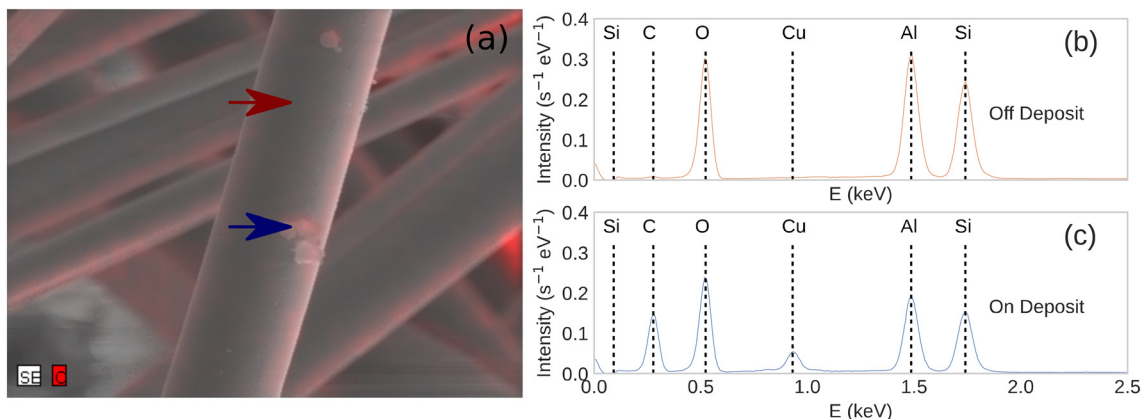 (a)
SE C
Intensity (s⁻¹ eV⁻¹)
0.4
0.3
0.2
0.1
0.0
Si C O Cu Al Si
(b)
Off Deposit
E (keV)
Intensity (s⁻¹ eV⁻¹)
0.4
0.3
0.2
0.1
0.0
Si C O Cu Al Si
(c)
On Deposit
0.0 0.5 1.0 1.5 2.0 2.5
E (keV)